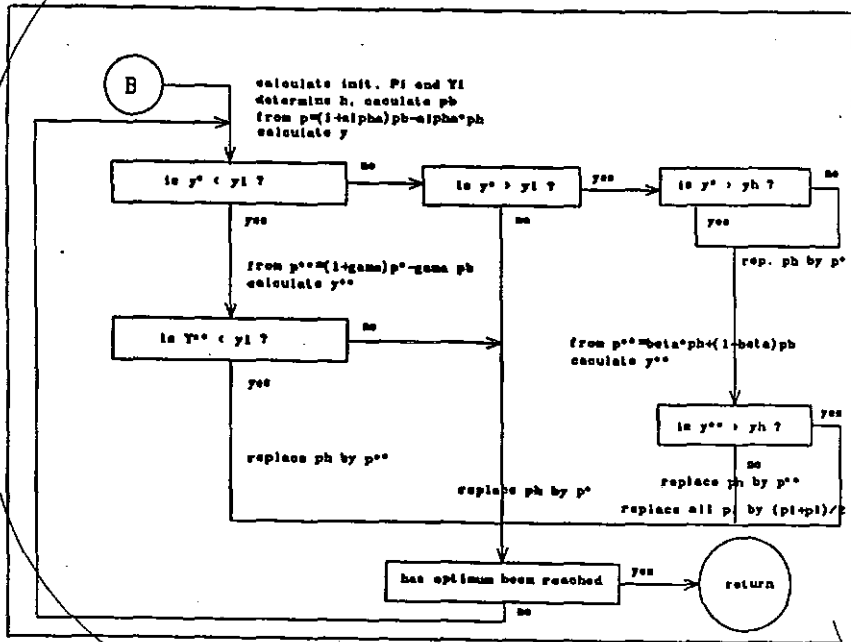 B
calculate init. Pi and Yi
determine h, caculate pb
from p=(1+alpha)pb-alpha*ph
calculate y
is y* < yl ?
no
is y* > yi ?
yes
is y* > yh ?
no
yes
no
yes
rep. ph by p*
from p**=(1+gama)p*-gama pb
calculate y**
is Y** < yl ?
no
from p**=beta*ph+(1-beta)pb
caculate y**
yes
is y** > yh ?
yes
replace ph by p**
no
replace ph by p**
replace ph by p*
replace all pi by (pi+pl)/2
has optimum been reached
yes
return
no